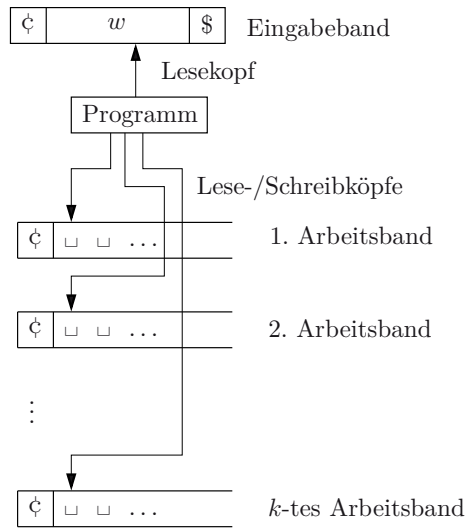 ¢ w $ Eingabeband
Lesekopf
Programm
Lese-/Schreibköpfe
¢ ␣ ␣ ... 1. Arbeitsband
¢ ␣ ␣ ... 2. Arbeitsband
⋮
¢ ␣ ␣ ... k-tes Arbeitsband